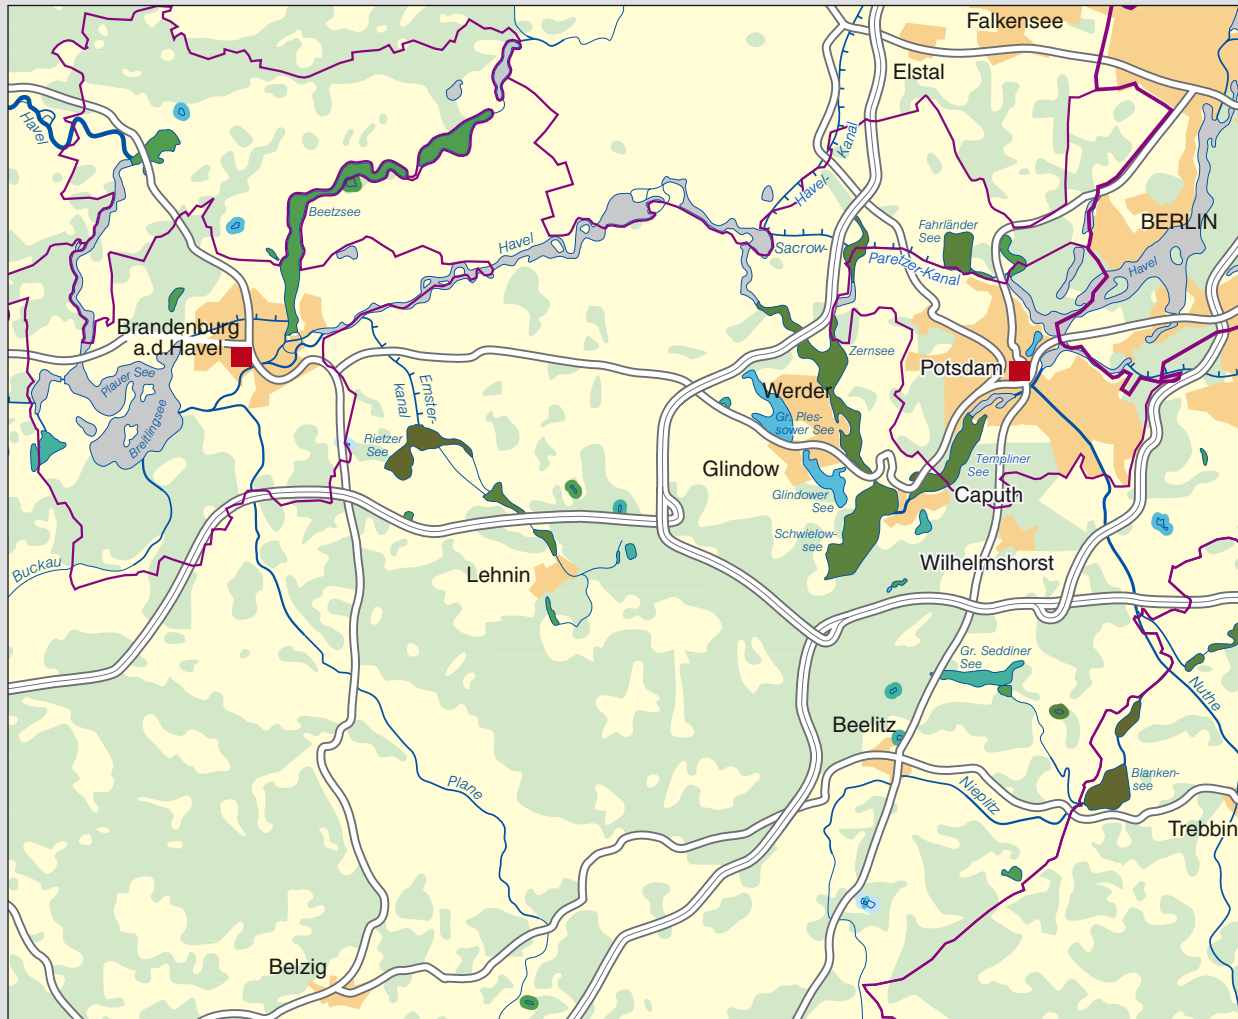 Falkensee
Elstal
Havel
Kanal
Havel-
BERLIN
Beetzsee
Fahrländer
See
Havel
Sacrow-
Paretzer-Kanal
Havel
Brandenburg
a.d.Havel
Zernsee
Potsdam
Plauer See
Werder
Emster-
kanal
Breitlingsee
Gr. Ples-
sower See
Rietzer
See
Glindow
Templiner
See
Glindower
See
Caputh
Schwielow-
see
Wilhelmshorst
Buckau
Lehnin
Gr. Seddiner
See
Nuthe
Beelitz
Plane
Nieplitz
Blanken-
see
Trebbin
Belzig